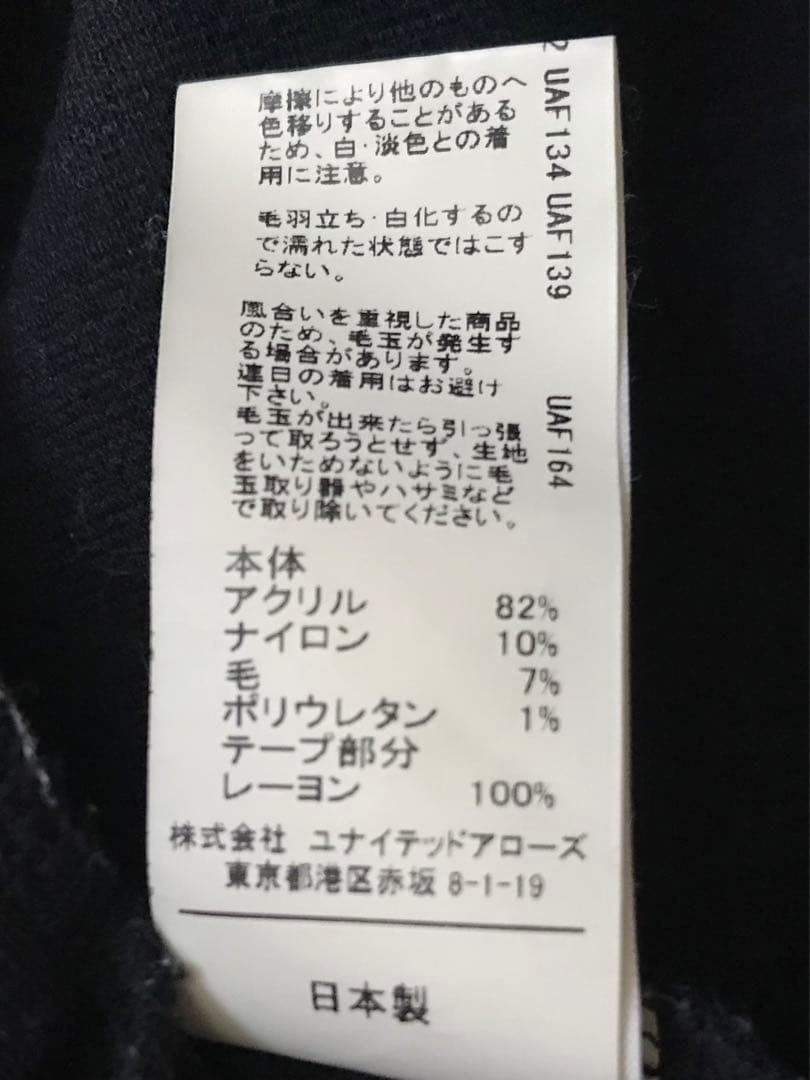 摩擦により他のものへ
色移りすることがある
ため、白・淡色との着
用に注意。
毛羽立ち・白化するの
で濡れた状態ではこす
らない。
風合いを重視した商品
のため、毛玉が発生す
る場合があります。
連日の着用はお避け
下さい。
毛玉が出来たら引っ張
って取ろうとせず、生地
をいためないように毛
玉取り器やハサミなど
で取り除いてください。
本体
アクリル 82%
ナイロン 10%
毛 7%
ポリウレタン 1%
テープ部分
レーヨン 100%
株式会社 ユナイテッドアローズ
東京都港区赤坂 8-1-19
日本製
2 UAF134 UAF139 UAF164